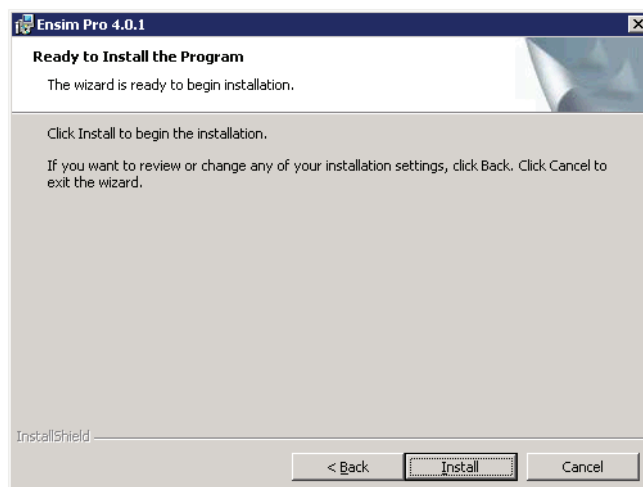 Ensim Pro 4.0.1
Ready to Install the Program
The wizard is ready to begin installation.
Click Install to begin the installation.
If you want to review or change any of your installation settings, click Back. Click Cancel to
exit the wizard.
InstallShield
< Back
Install
Cancel